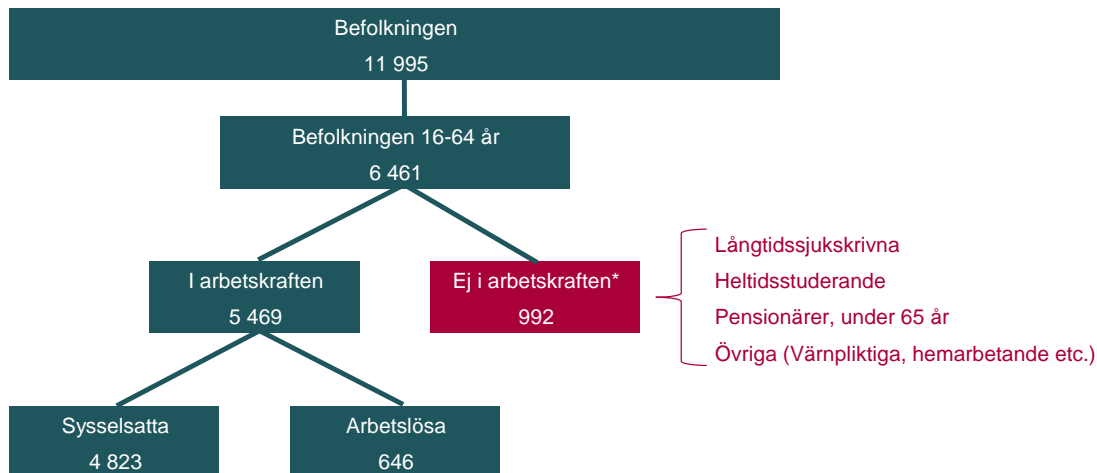 Befolkningen
11 995
Befolkningen 16-64 år
6 461
I arbetskraften
5 469
Ej i arbetskraften*
992
Långtidssjukskrivna
Heltidsstuderande
Pensionärer, under 65 år
Övriga (Värnpliktiga, hemarbetande etc.)
Sysselsatta
4 823
Arbetslösa
646